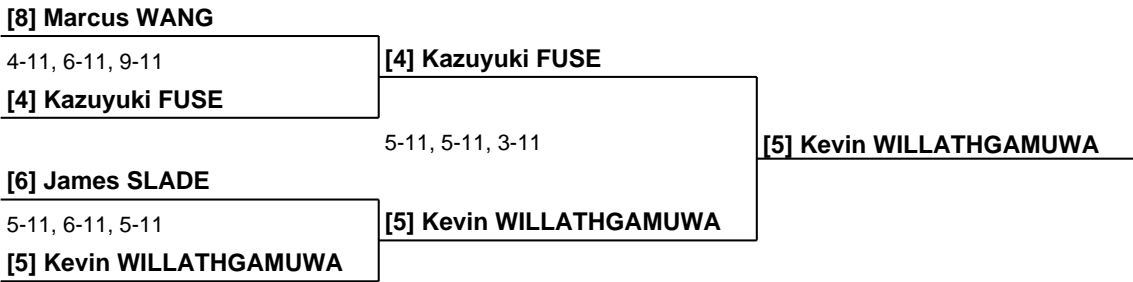 [8] Marcus WANG
4-11, 6-11, 9-11
[4] Kazuyuki FUSE
[4] Kazuyuki FUSE
5-11, 5-11, 3-11
[5] Kevin WILLATHGAMUWA
[6] James SLADE
5-11, 6-11, 5-11
[5] Kevin WILLATHGAMUWA
[5] Kevin WILLATHGAMUWA